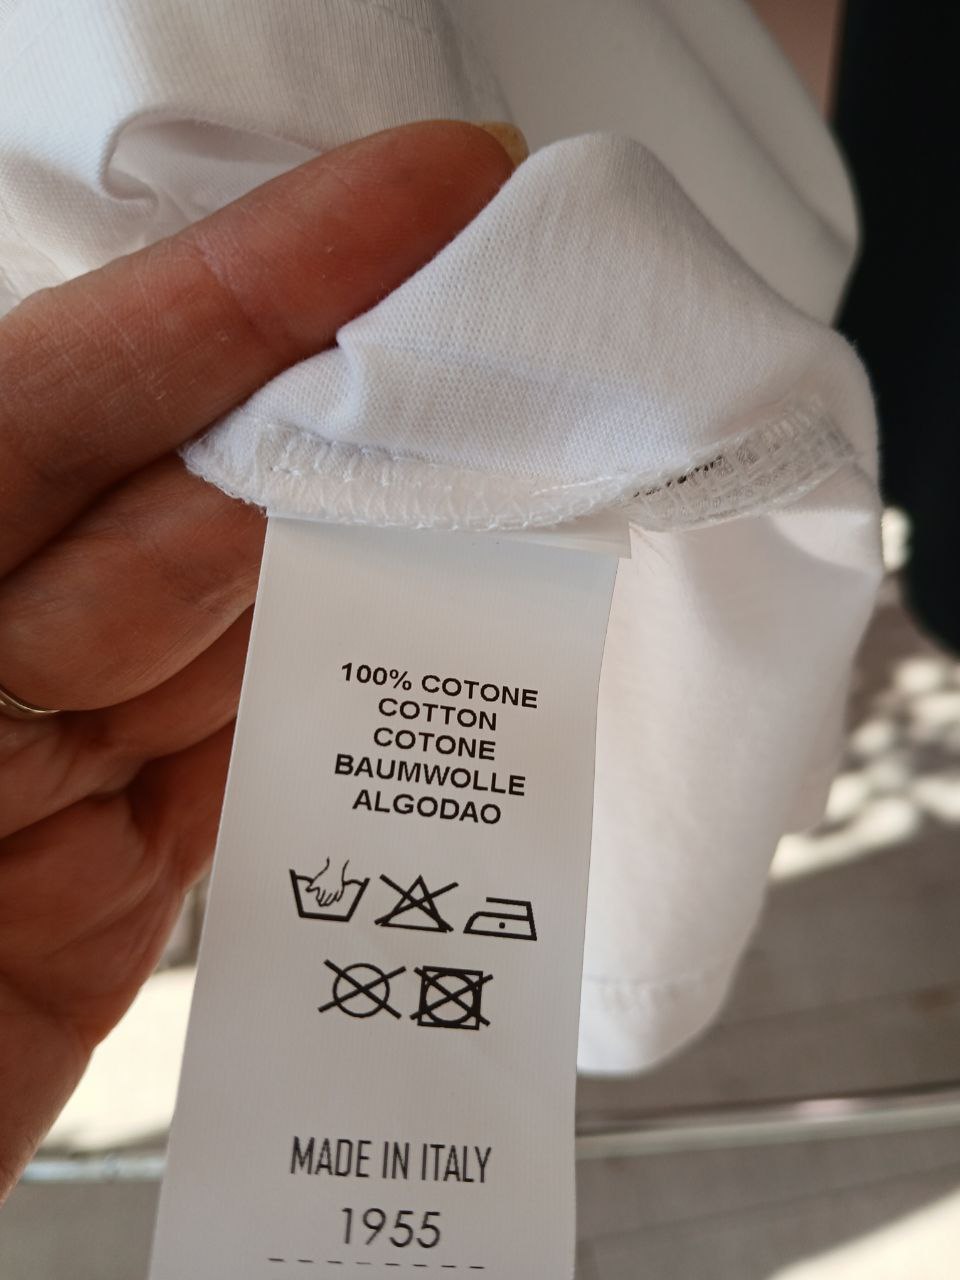 100% COTONE
COTTON
COTONE
BAUMWOLLE
ALGODAO
MADE IN ITALY
1955